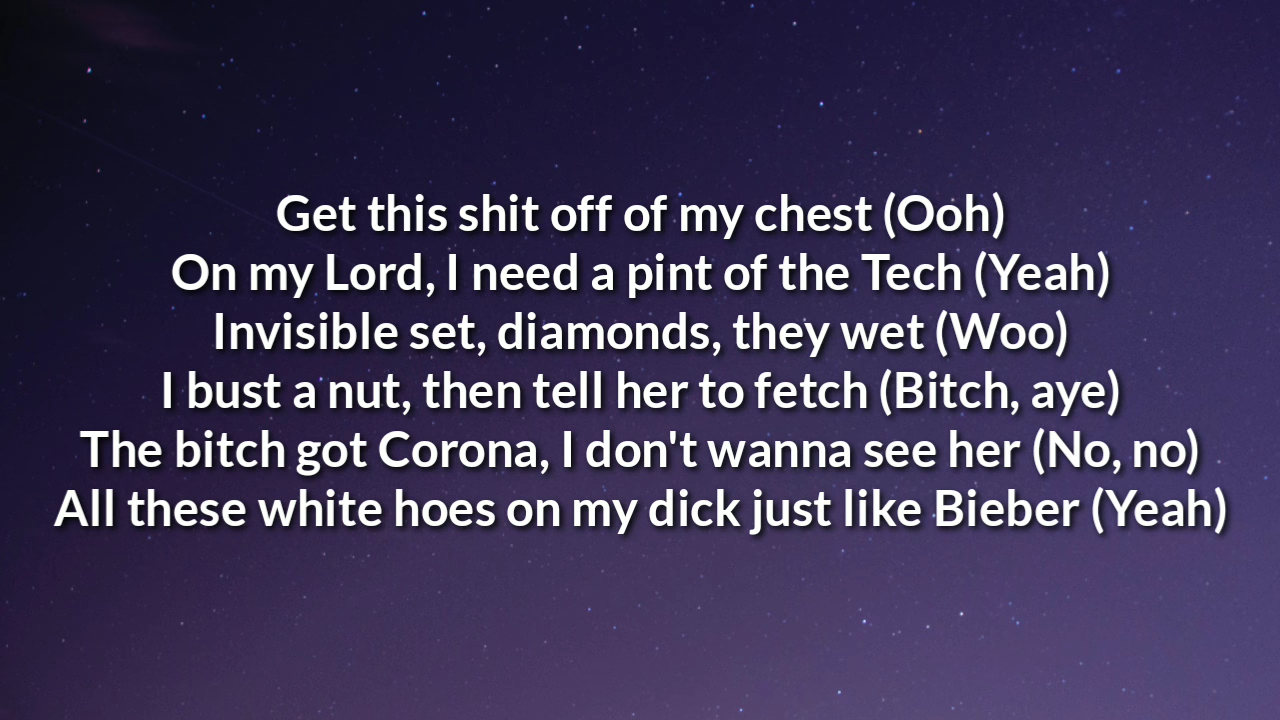 Get this shit off of my chest (Ooh)
On my Lord, I need a pint of the Tech (Yeah)
Invisible set, diamonds, they wet (Woo)
I bust a nut, then tell her to fetch (Bitch, aye)
The bitch got Corona, I don't wanna see her (No, no)
All these white hoes on my dick just like Bieber (Yeah)